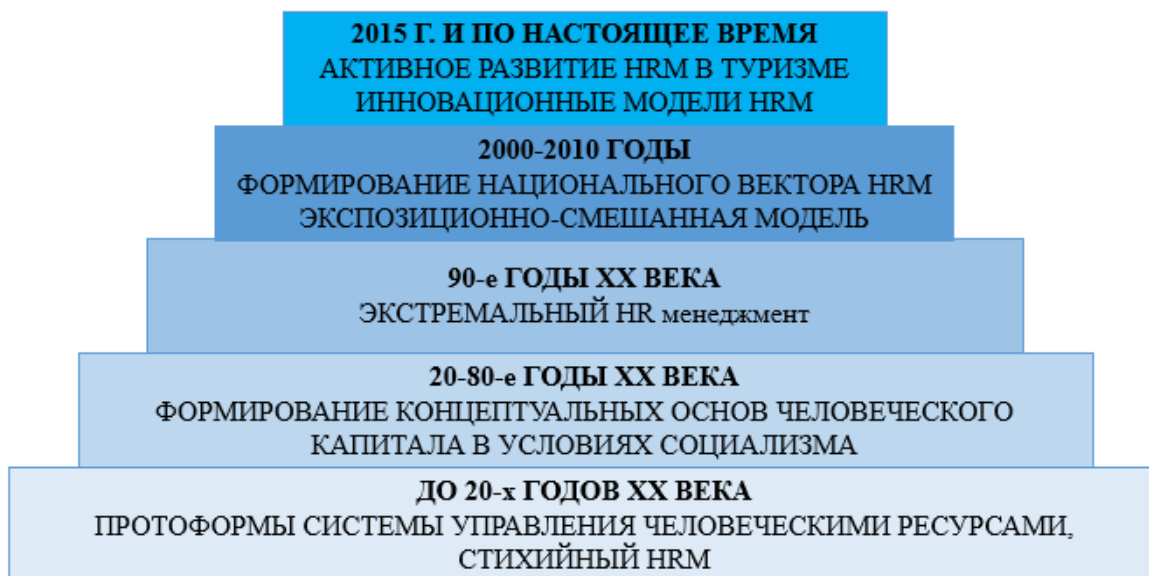 2015 Г. И ПО НАСТОЯЩЕЕ ВРЕМЯ
АКТИВНОЕ РАЗВИТИЕ HRM В ТУРИЗМЕ
ИННОВАЦИОННЫЕ МОДЕЛИ HRM
2000-2010 ГОДЫ
ФОРМИРОВАНИЕ НАЦИОНАЛЬНОГО ВЕКТОРА HRM
ЭКСПОЗИЦИОННО-СМЕШАННАЯ МОДЕЛЬ
90-е ГОДЫ XX ВЕКА
ЭКСТРЕМАЛЬНЫЙ HR менеджмент
20-80-е ГОДЫ XX ВЕКА
ФОРМИРОВАНИЕ КОНЦЕПТУАЛЬНЫХ ОСНОВ ЧЕЛОВЕЧЕСКОГО
КАПИТАЛА В УСЛОВИЯХ СОЦИАЛИЗМА
ДО 20-х ГОДОВ XX ВЕКА
ПРОТОФОРМЫ СИСТЕМЫ УПРАВЛЕНИЯ ЧЕЛОВЕЧЕСКИМИ РЕСУРСАМИ,
СТИХИЙНЫЙ HRM